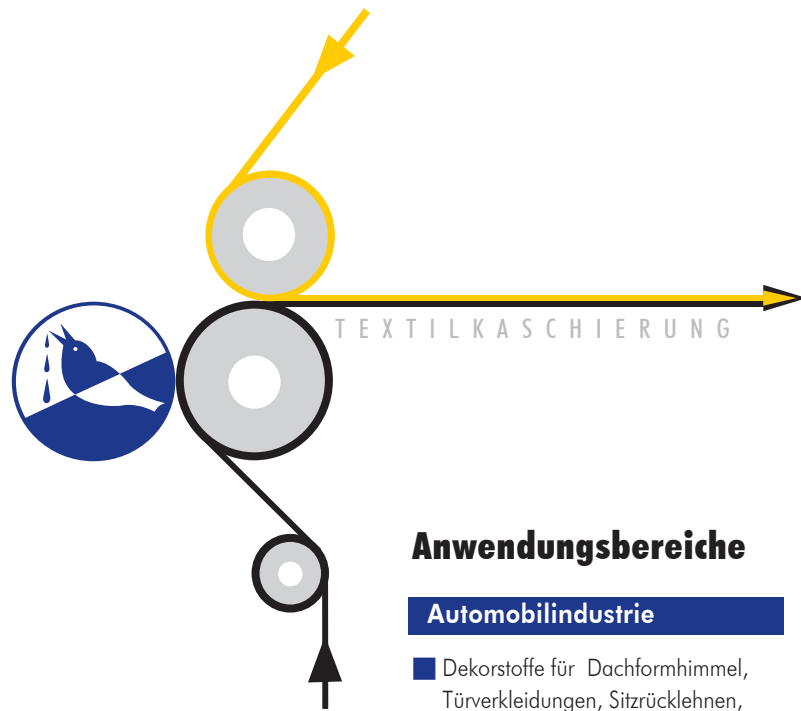 TEXTILKASCHIERUNG
Anwendungsbereiche
Automobilindustrie
Dekorstoffe für Dachformhimmel,
Türverkleidungen, Sitzrücklehnen,